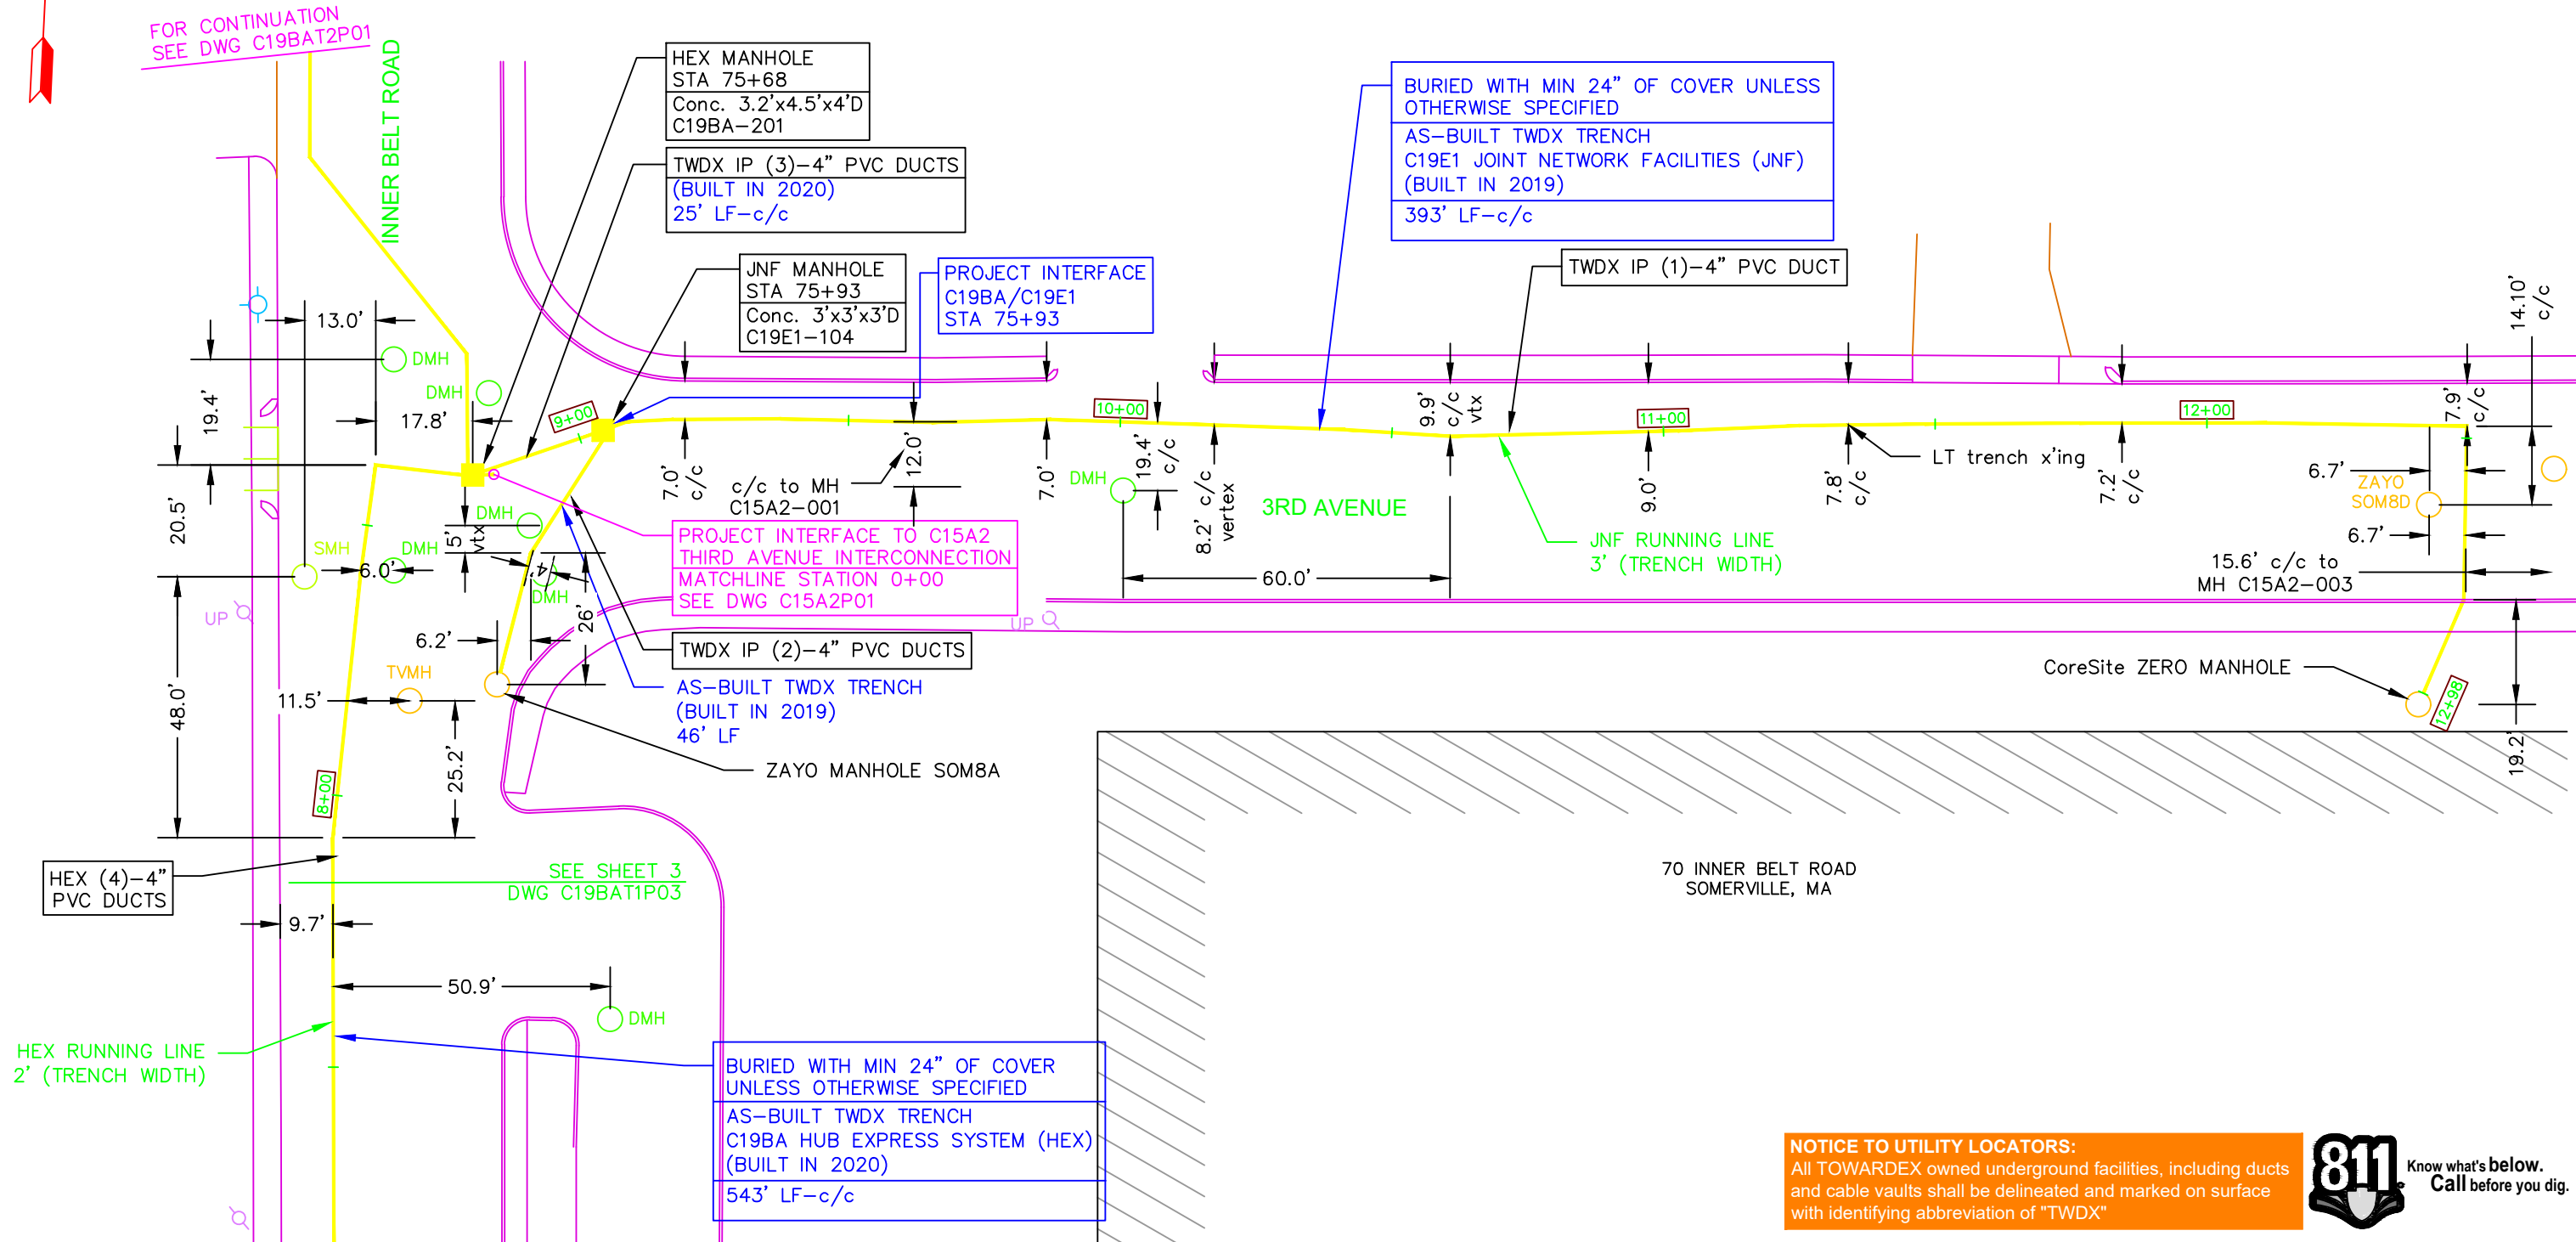 FOR CONTINUATION
SEE DWG C19BAT2P01
INNER BELT ROAD
HEX MANHOLE
STA 75+68
Conc. 3.2'x4.5'x4'D
C19BA-201
TWDX IP (3)-4" PVC DUCTS
(BUILT IN 2020)
25' LF-c/c
JNF MANHOLE
STA 75+93
Conc. 3'x3'x3'D
C19E1-104
PROJECT INTERFACE
C19BA/C19E1
STA 75+93
BURIED WITH MIN 24" OF COVER UNLESS
OTHERWISE SPECIFIED
AS-BUILT TWDX TRENCH
C19E1 JOINT NETWORK FACILITIES (JNF)
(BUILT IN 2019)
393' LF-c/c
TWDX IP (1)-4" PVC DUCT
14.10'
c/c
13.0'
19.4'
DMH
DMH
17.8'
9+00
20.5'
7.0'
c/c
12.0'
c/c to MH
C15A2-001
7.0'
10+00
DMH
19.4'
c/c
8.2' c/c
vertex
3RD AVENUE
9.9'
c/c
vtx
11+00
9.0'
7.8'
c/c
LT trench x'ing
7.2'
c/c
12+00
7.9'
c/c
6.7'
ZAYO
SOM8D
6.7'
15.6' c/c to
MH C15A2-003
JNF RUNNING LINE
3' (TRENCH WIDTH)
60.0'
SMH
DMH
6.0'
DMH
5'
vtx
4'
DMH
26'
6.2'
UP
PROJECT INTERFACE TO C15A2
THIRD AVENUE INTERCONNECTION
MATCHLINE STATION 0+00
SEE DWG C15A2P01
UP
TWDX IP (2)-4" PVC DUCTS
AS-BUILT TWDX TRENCH
(BUILT IN 2019)
46' LF
ZAYO MANHOLE SOM8A
TVMH
11.5'
48.0'
25.2'
8+00
CoreSite ZERO MANHOLE
12+98
19.2'
HEX (4)-4"
PVC DUCTS
SEE SHEET 3
DWG C19BAT1P03
9.7'
50.9'
DMH
70 INNER BELT ROAD
SOMERVILLE, MA
HEX RUNNING LINE
2' (TRENCH WIDTH)
BURIED WITH MIN 24" OF COVER
UNLESS OTHERWISE SPECIFIED
AS-BUILT TWDX TRENCH
C19BA HUB EXPRESS SYSTEM (HEX)
(BUILT IN 2020)
543' LF-c/c
NOTICE TO UTILITY LOCATORS:
All TOWARDEX owned underground facilities, including ducts
and cable vaults shall be delineated and marked on surface
with identifying abbreviation of "TWDX"
811
Know what's below.
Call before you dig.